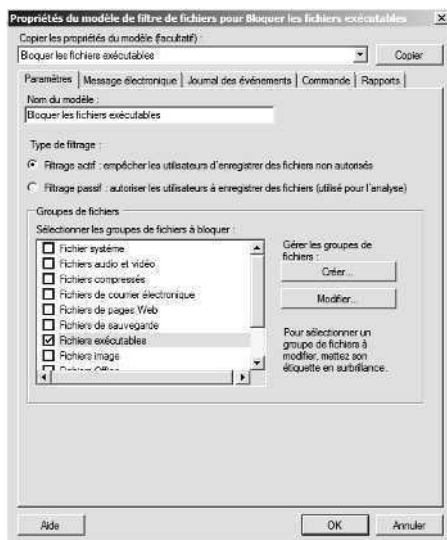 Propriétés du modèle de filtre de fichiers pour Bloquer les fichiers exécutables
Copier les propriétés du modèle (facultatif) :
Bloquer les fichiers exécutables
Copier
Paramètres
Message électronique
Journal des événements
Commande
Rapports
Nom du modèle :
Bloquer les fichiers exécutables
Type de filtrage :
Filtrage actif : empêcher les utilisateurs d'enregistrer des fichiers non autorisés
Filtrage passif : autoriser les utilisateurs à enregistrer des fichiers (utilisé pour l'analyse)
Groupes de fichiers
Sélectionner les groupes de fichiers à bloquer :
Fichier système
Fichiers audio et vidéo
Fichiers compressés
Fichiers de courrier électronique
Fichiers de pages Web
Fichiers de sauvegarde
Fichiers exécutables
Fichiers image
Fichiers Office
Gérer les groupes de
fichiers :
Créer...
Modifier...
Pour sélectionner un
groupe de fichiers à
modifier, mettez son
étiquette en surbrillance.
Aide
OK
Annuler